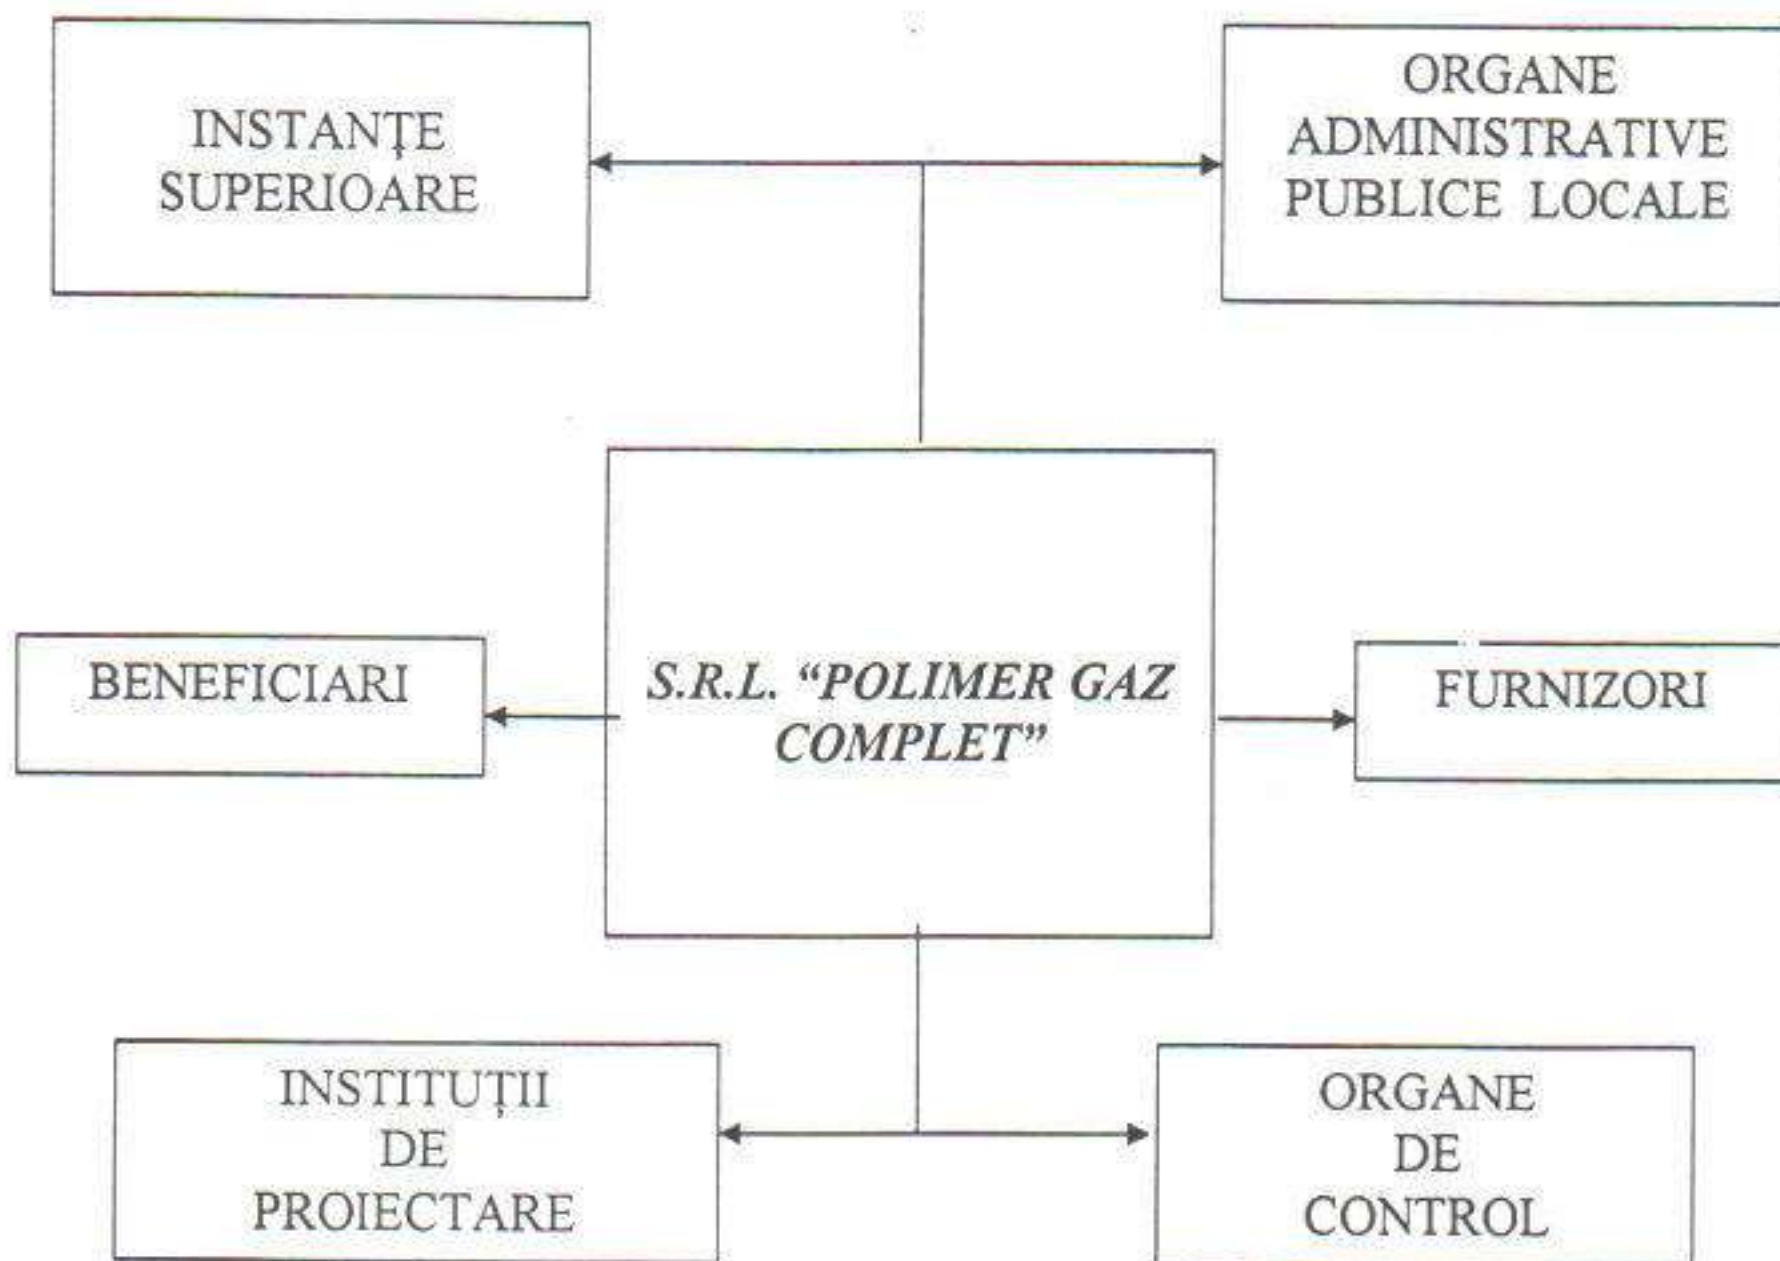 INSTANȚE
SUPERIOARE
ORGANE
ADMINISTRATIVE
PUBLICE LOCALE
BENEFICIARI
S.R.L. “POLIMER GAZ
COMPLET”
FURNIZORI
INSTITUȚII
DE
PROIECTARE
ORGANE
DE
CONTROL